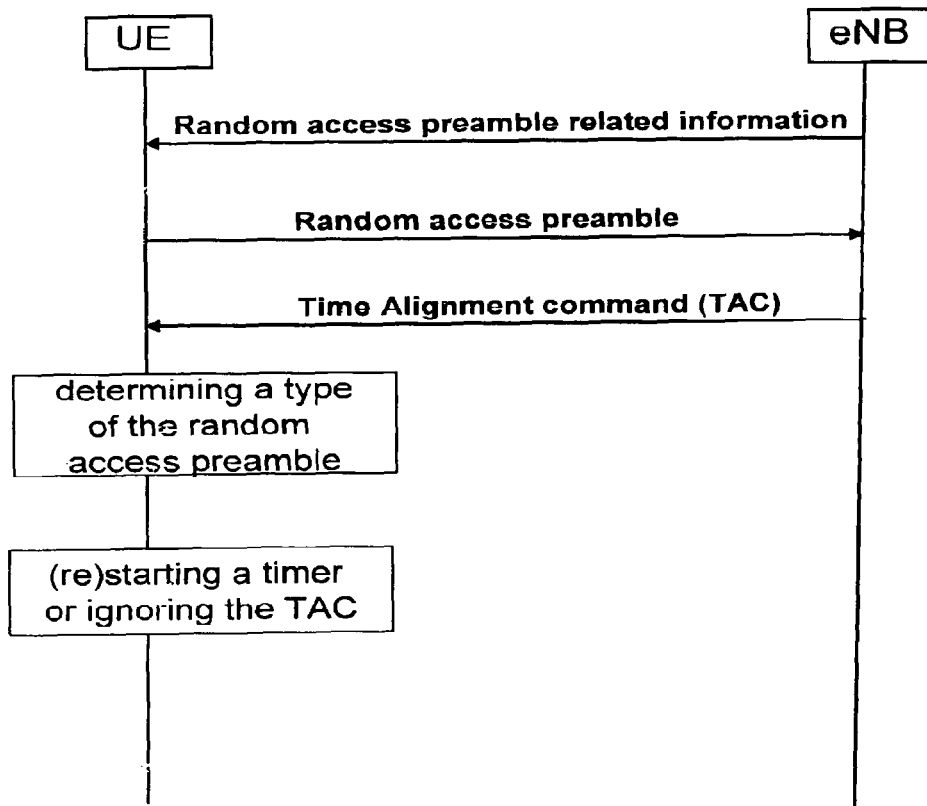 UE
eNB
Random access preamble related information
Random access preamble
Time Alignment command (TAC)
determining a type
of the random
access preamble
(re)starting a timer
or ignoring the TAC